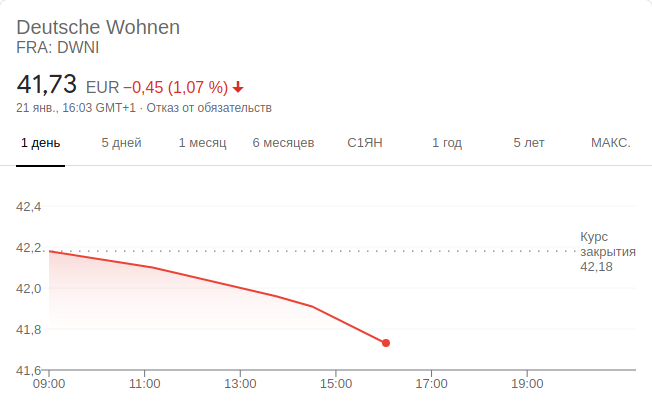 Deutsche Wohnen
FRA: DWNI
41,73 EUR −0,45 (1,07 %)
21 янв., 16:03 GMT+1 · Отказ от обязательств
1 день 5 дней 1 месяц 6 месяцев С1ЯН 1 год 5 лет МАКС.
42,4
Курс
42,2 закрытия
42,18
42,0
41,8
41,6
09:00 11:00 13:00 15:00 17:00 19:00